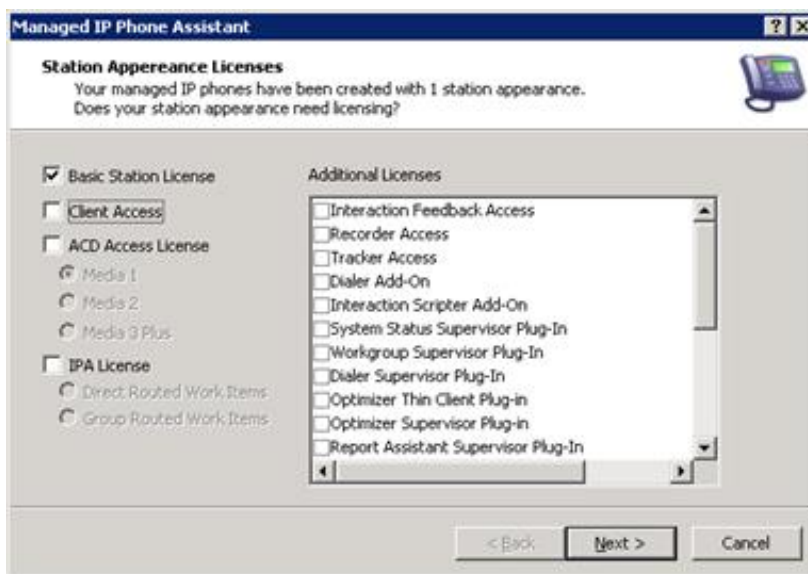 Managed IP Phone Assistant
Station Appereance Licenses
Your managed IP phones have been created with 1 station appearance.
Does your station appearance need licensing?
Basic Station License
Client Access
ACD Access License
Media 1
Media 2
Media 3 Plus
IPA License
Direct Routed Work Items
Group Routed Work Items
Additional Licenses
Interaction Feedback Access
Recorder Access
Tracker Access
Dialer Add-On
Interaction Scripter Add-On
System Status Supervisor Plug-In
Workgroup Supervisor Plug-In
Dialer Supervisor Plug-In
Optimizer Thin Client Plug-in
Optimizer Supervisor Plug-in
Report Assistant Supervisor Plug-In
< Back
Next >
Cancel